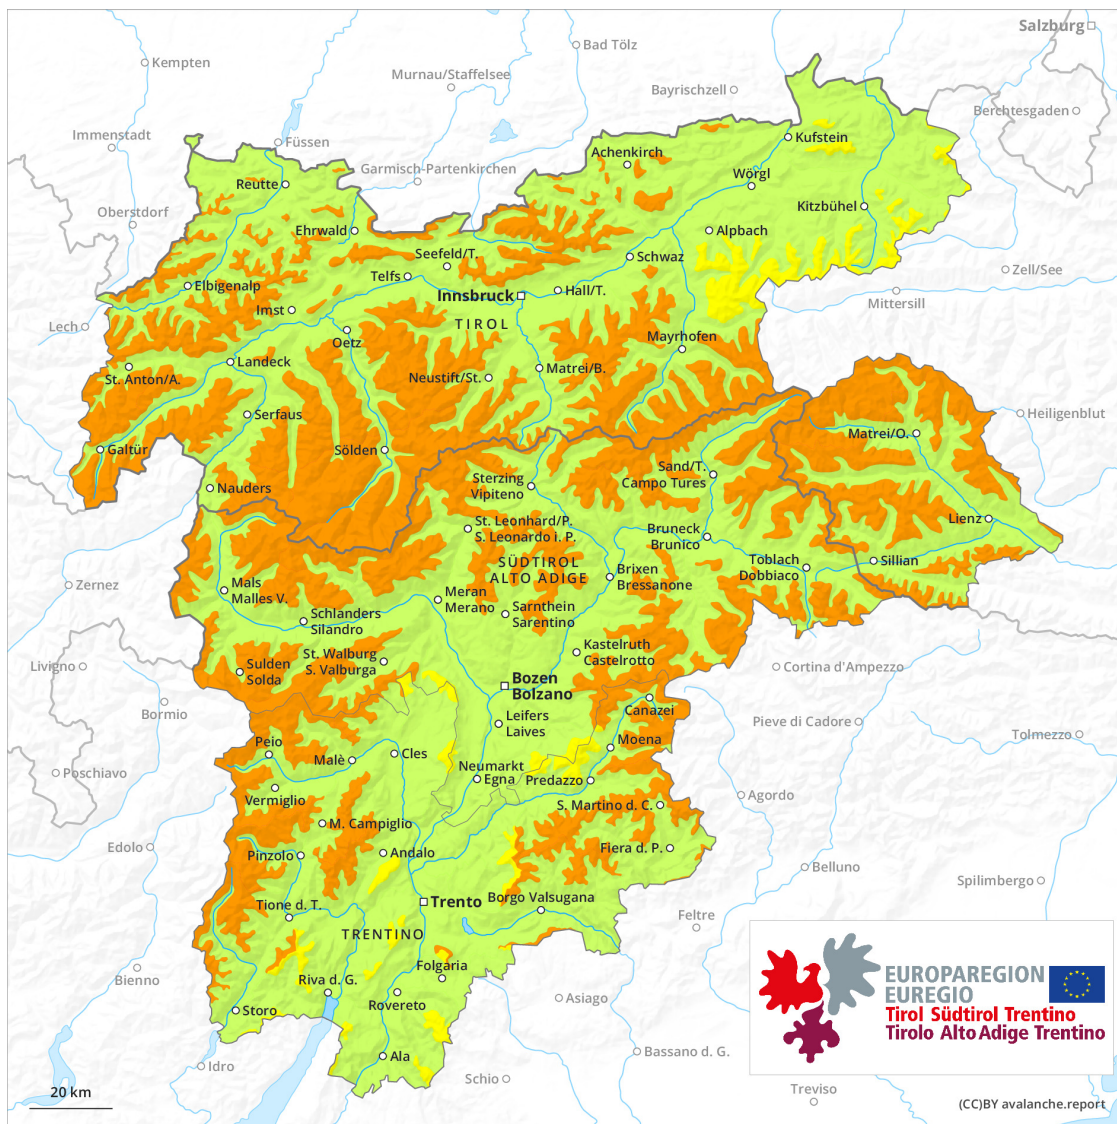 Salzburg
Bad Tölz
Kempten
Murnau/Staffelsee
Bayrischzell
Berchtesgaden
Immenstadt
Füssen
Kufstein
Achenkirch
Garmisch-Partenkirchen
Wörgl
Reutte
Oberstdorf
Kitzbühel
Ehrwald
Alpbach
Seefeld/T.
Schwaz
Zell/See
Telfs
Elbigenalp
Innsbruck
Hall/T.
Mittersill
Imst
TIROL
Lech
Oetz
Mayrhofen
Landeck
Matrei/B.
St. Anton/A.
Neustift/St.
Serfaus
Heiligenblut
Matrei/O.
Galtür
Sölden
Sand/T.
Campo Tures
Sterzing
Vipiteno
Nauders
Lienz
St. Leonhard/P.
S. Leonardo i. P.
Bruneck
Brunico
SÜDTIROL
ALTO ADIGE
Toblach
Dobbiaco
Sillian
Zernez
Brixen
Bressanone
Mals
Malles V.
Meran
Merano
Sarnthein
Sarentino
Schlanders
Silandro
Kastelruth
Castelrotto
St. Walburg
S. Valburga
Livigno
Sulden
Solda
Cortina d'Ampezzo
Bozen
Bolzano
Canazei
Bormio
Leifers
Laives
Pieve di Cadore
Tolmezzo
Moena
Peio
Cles
Malè
Poschiavo
Neumarkt
Egna
Predazzo
Vermiglio
Agordo
S. Martino d. C.
M. Campiglio
Edolo
Pinzolo
Andalo
Fiera d. P.
Belluno
Spilimbergo
Trento
Borgo Valsugana
Tione d. T.
Feltre
TRENTINO
Bienno
Folgaria
Riva d. G.
Rovereto
Asiago
Storo
EUROPAREGION
EUREGIO
Tirol Südtirol Trentino
Tirolo Alto Adige Trentino
Ala
Bassano d. G.
Idro
Schio
Treviso
20 km
(CC)BY avalanche.report